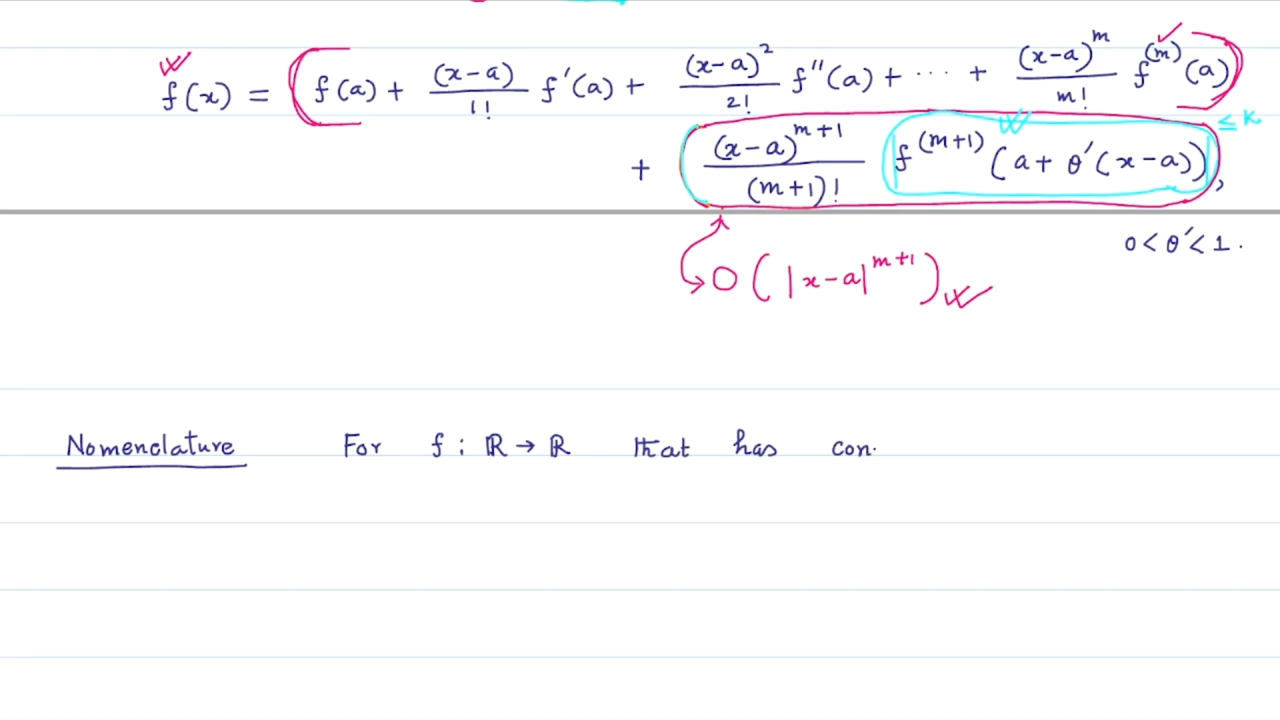 f(x) = ( f(a) + (x-a)/1! f'(a) + (x-a)²/2! f''(a) + ⋯ + (x-a)^m/m! f^(m)(a) )
+ (x-a)^(m+1)/(m+1)! f^(m+1)(a + θ'(x-a)), ≤ K
0 < θ' < 1.
O(|x-a|^(m+1))
Nomenclature For f : ℝ → ℝ that has con.